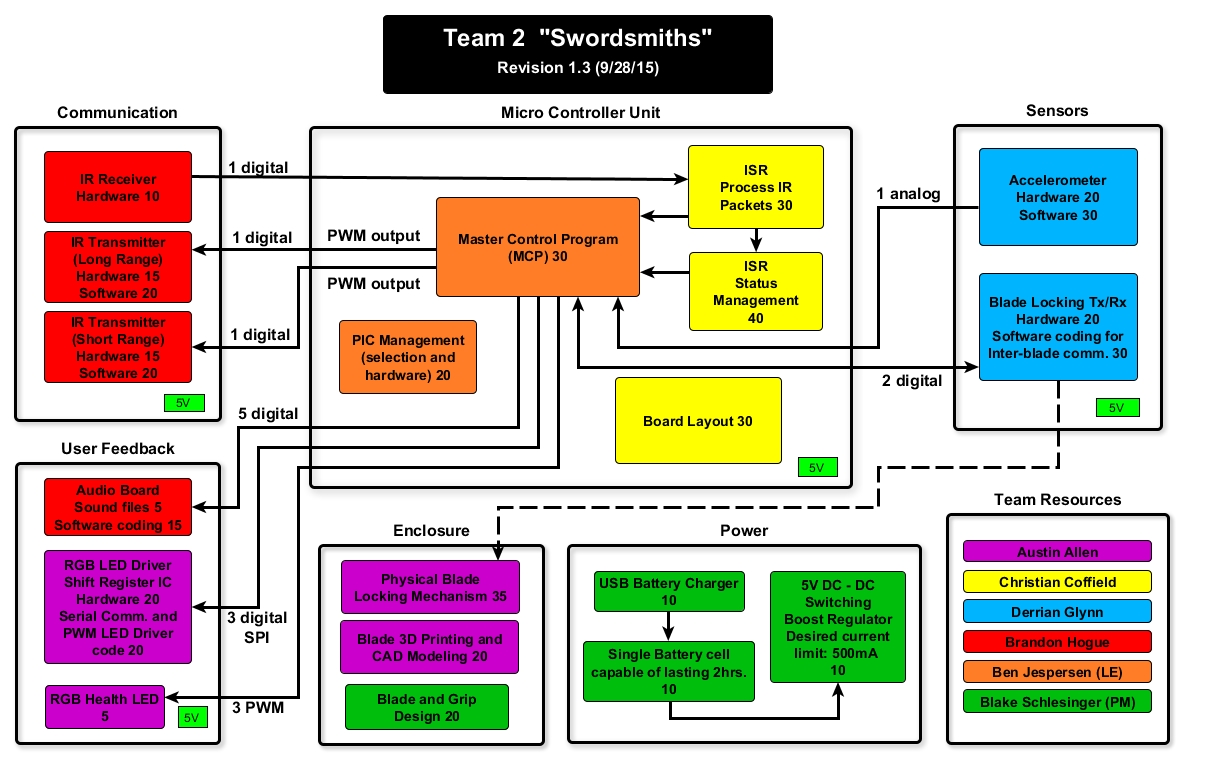 Team 2 "Swordsmiths"
Revision 1.3 (9/28/15)
Communication
IR Receiver
Hardware 10
IR Transmitter
(Long Range)
Hardware 15
Software 20
IR Transmitter
(Short Range)
Hardware 15
Software 20
5V
1 digital
1 digital
1 digital
Micro Controller Unit
PWM output
PWM output
Master Control Program
(MCP) 30
ISR
Process IR
Packets 30
ISR
Status
Management
40
PIC Management
(selection and
hardware) 20
Board Layout 30
5V
Sensors
1 analog
Accelerometer
Hardware 20
Software 30
Blade Locking Tx/Rx
Hardware 20
Software coding for
Inter-blade comm. 30
2 digital
5V
User Feedback
5 digital
Audio Board
Sound files 5
Software coding 15
RGB LED Driver
Shift Register IC
Hardware 20
Serial Comm. and
PWM LED Driver
code 20
3 digital
SPI
RGB Health LED
5
5V
3 PWM
Enclosure
Physical Blade
Locking Mechanism 35
Blade 3D Printing and
CAD Modeling 20
Blade and Grip
Design 20
Power
USB Battery Charger
10
Single Battery cell
capable of lasting 2hrs.
10
5V DC - DC
Switching
Boost Regulator
Desired current
limit: 500mA
10
Team Resources
Austin Allen
Christian Coffield
Derrian Glynn
Brandon Hogue
Ben Jespersen (LE)
Blake Schlesinger (PM)